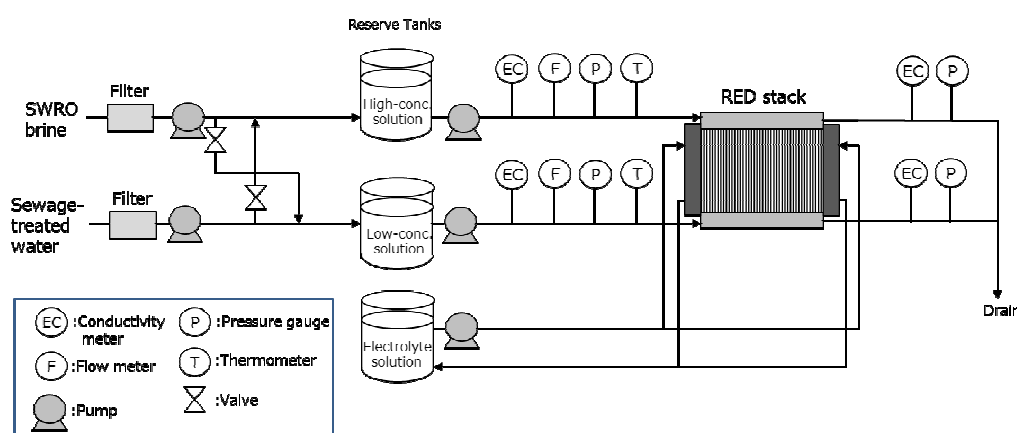 Reserve Tanks
SWRO
brine
Filter
High-conc.
solution
EC
F
P
T
RED stack
EC
P
Sewage-
treated
water
Filter
Low-conc.
solution
EC
F
P
T
EC
P
Electrolyte
solution
Drain
EC :Conductivity
meter
P :Pressure gauge
F :Flow meter
T :Thermometer
:Pump
:Valve